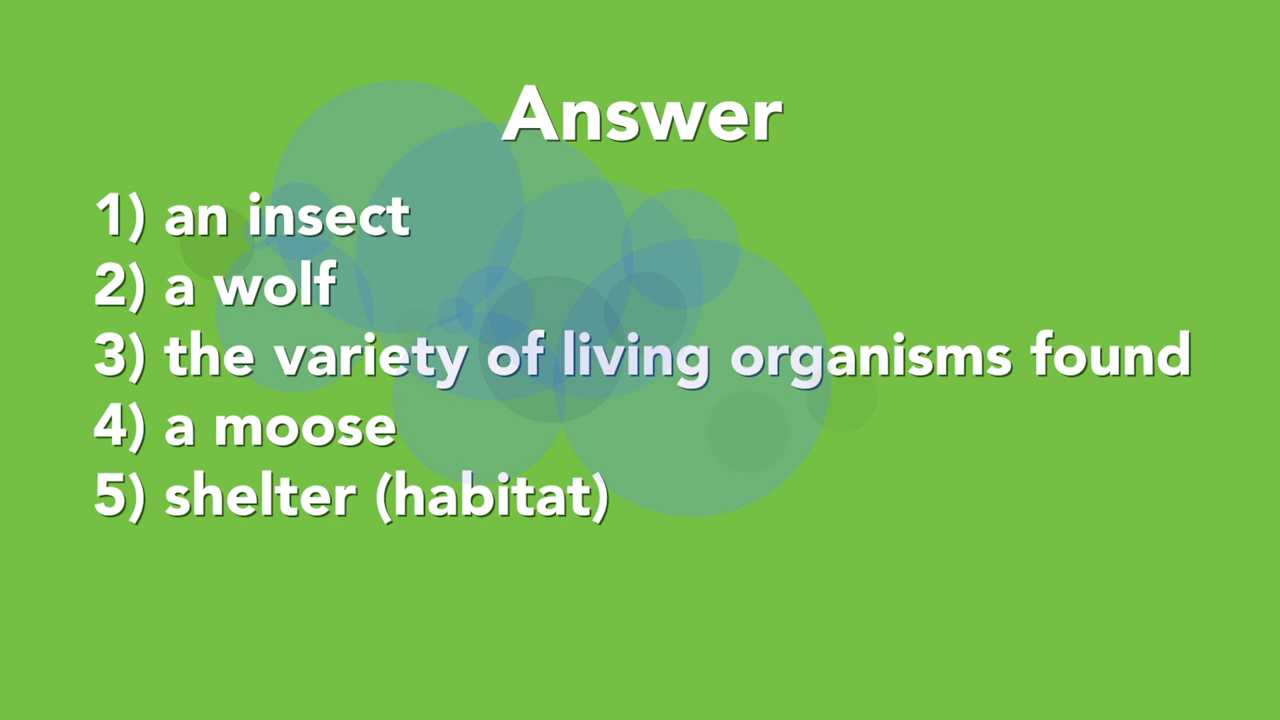 Answer
1) an insect
2) a wolf
3) the variety of living organisms found
4) a moose
5) shelter (habitat)